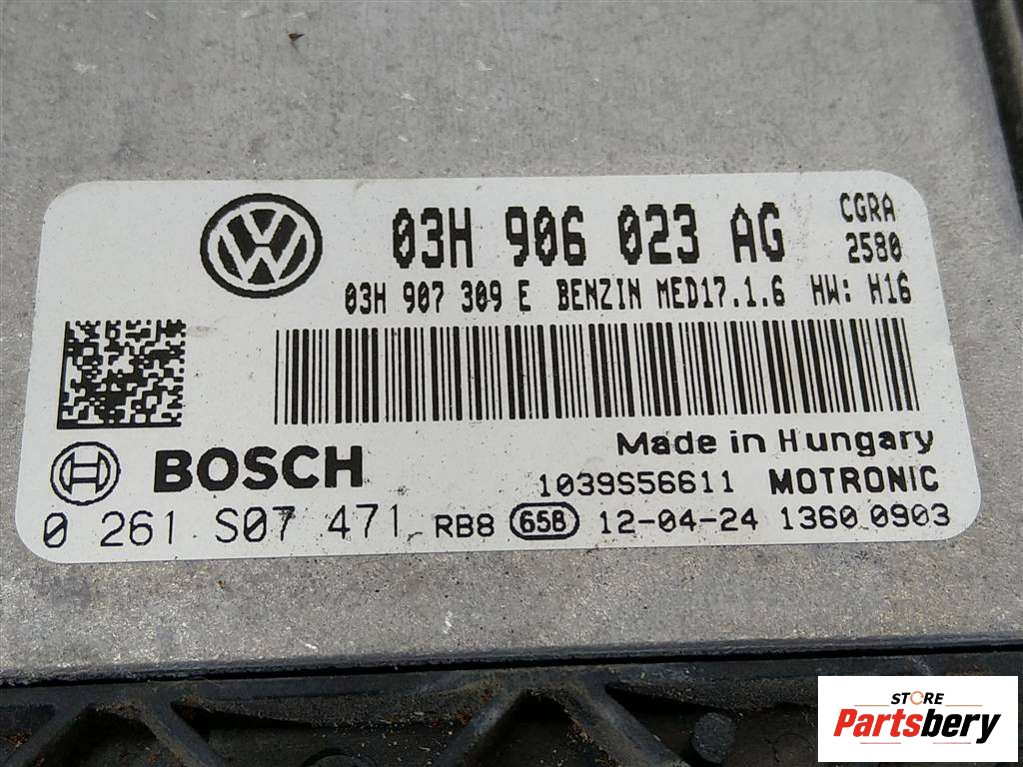 03H 906 023 AG CGRA
2580
03H 907 309 E BENZIN MED17.1.6 HW: H16
Made in Hungary
BOSCH
1039S56611 MOTRONIC
0 261 S07 471 RB8 65B 12-04-24 1360 0903
STORE
Partsbery